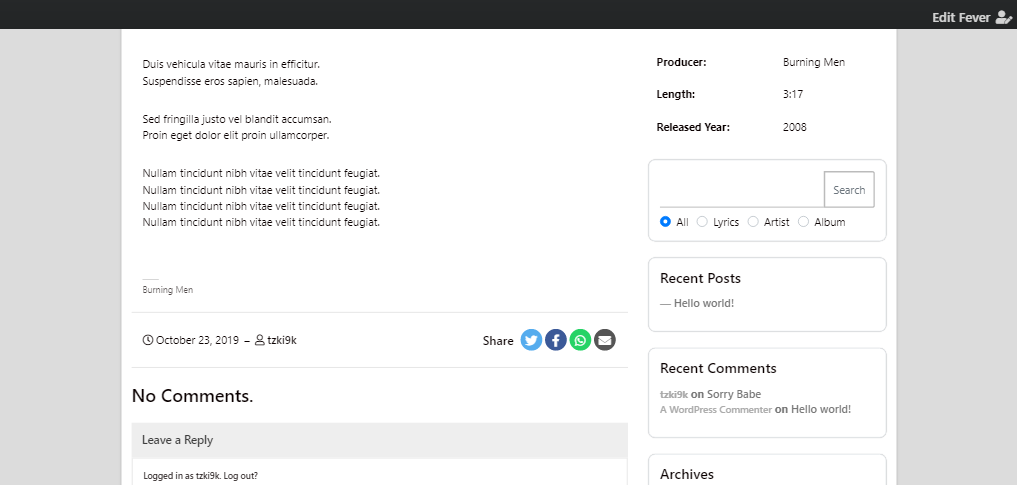 Edit Fever
Duis vehicula vitae mauris in efficitur.
Suspendisse eros sapien, malesuada.
Sed fringilla justo vel blandit accumsan.
Proin eget dolor elit proin ullamcorper.
Nullam tincidunt nibh vitae velit tincidunt feugiat.
Nullam tincidunt nibh vitae velit tincidunt feugiat.
Nullam tincidunt nibh vitae velit tincidunt feugiat.
Nullam tincidunt nibh vitae velit tincidunt feugiat.
Burning Men
October 23, 2019 – tzki9k
Share
No Comments.
Leave a Reply
Logged in as tzki9k. Log out?
Producer: Burning Men
Length: 3:17
Released Year: 2008
Search
All Lyrics Artist Album
Recent Posts
— Hello world!
Recent Comments
tzki9k on Sorry Babe
A WordPress Commenter on Hello world!
Archives